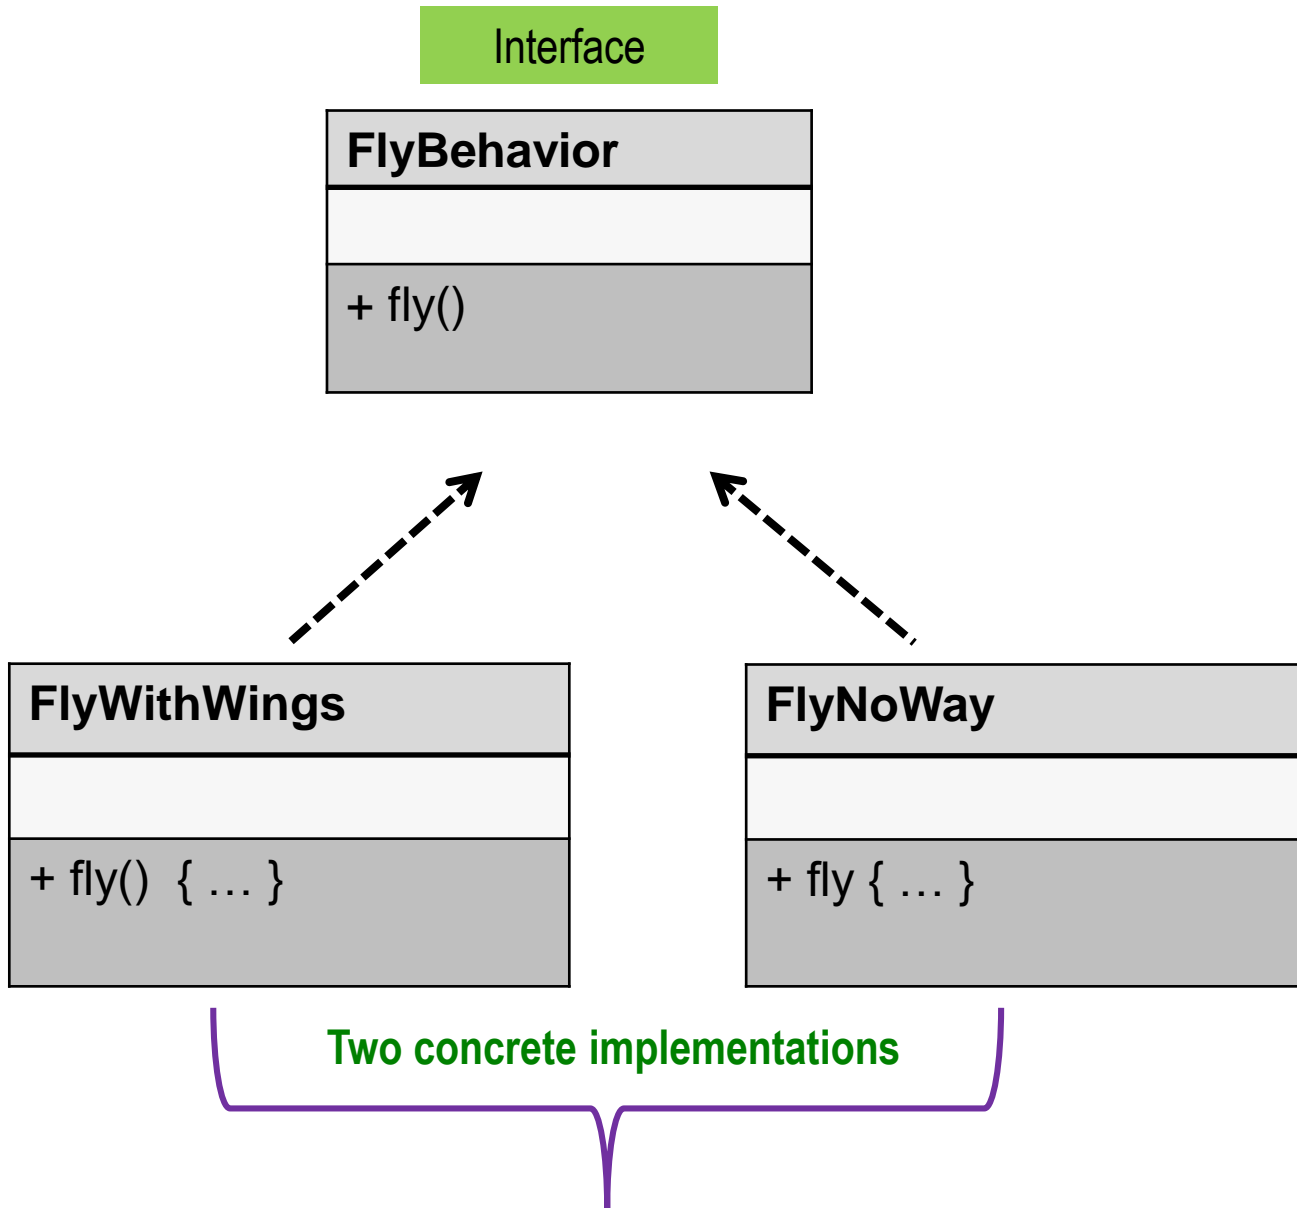 Interface
FlyBehavior
+ fly()
FlyWithWings
FlyNoWay
+ fly() { … }
+ fly { … }
Two concrete implementations